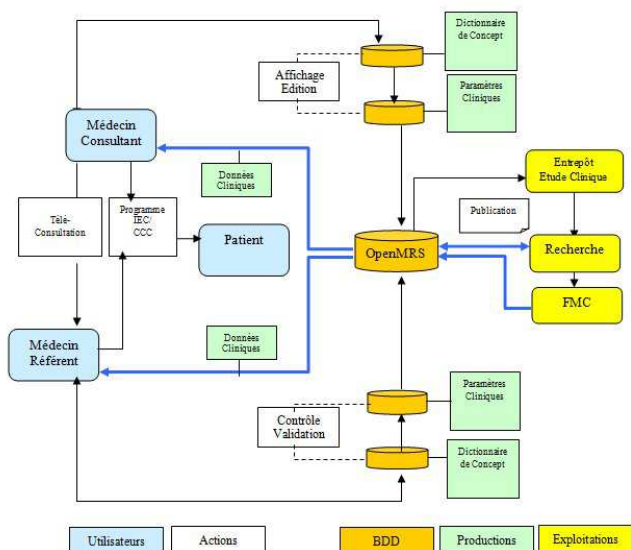 Dictionnaire
de Concept
Affichage
Edition
Paramètres
Cliniques
Médecin
Consultant
Données
Cliniques
Entrepôt
Etude Clinique
Publication
Télé-
Consultation
Programme
IEC/
CCC
Patient
OpenMRS
Recherche
FMC
Médecin
Référent
Données
Cliniques
Paramètres
Cliniques
Contrôle
Validation
Dictionnaire
de Concept
Utilisateurs
Actions
BDD
Productions
Exploitations